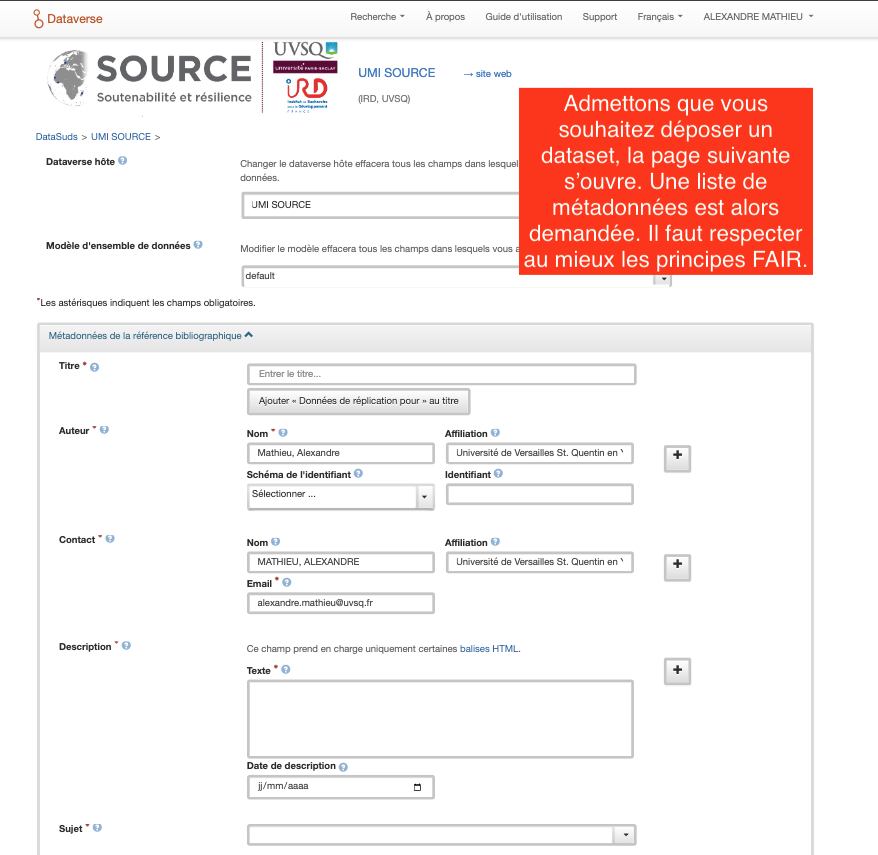 Dataverse
Recherche
À propos
Guide d'utilisation
Support
Français
ALEXANDRE MATHIEU
SOURCE
Soutenabilité et résilience
UVSQ
université PARIS-SACLAY
IRD
Institut de Recherche
pour le Développement
FRANCE
UMI SOURCE
→ site web
(IRD, UVSQ)
Admettons que vous
souhaitez déposer un
dataset, la page suivante
s'ouvre. Une liste de
métadonnées est alors
demandée. Il faut respecter
au mieux les principes FAIR.
DataSuds > UMI SOURCE >
Dataverse hôte ?
Changer le dataverse hôte effacera tous les champs dans lesquel
données.
UMI SOURCE
Modèle d'ensemble de données ?
Modifier le modèle effacera tous les champs dans lesquels vous a
default
*Les astérisques indiquent les champs obligatoires.
Métadonnées de la référence bibliographique
Titre * ?
Entrer le titre...
Ajouter « Données de réplication pour » au titre
Auteur * ?
Nom * ?
Affiliation ?
Mathieu, Alexandre
Université de Versailles St. Quentin en
+
Schéma de l'identifiant ?
Identifiant ?
Sélectionner ...
Contact * ?
Nom ?
Affiliation ?
MATHIEU, ALEXANDRE
Université de Versailles St. Quentin en
+
Email * ?
alexandre.mathieu@uvsq.fr
Description * ?
Ce champ prend en charge uniquement certaines balises HTML.
+
Texte * ?
Date de description ?
jj/mm/aaaa
Sujet * ?